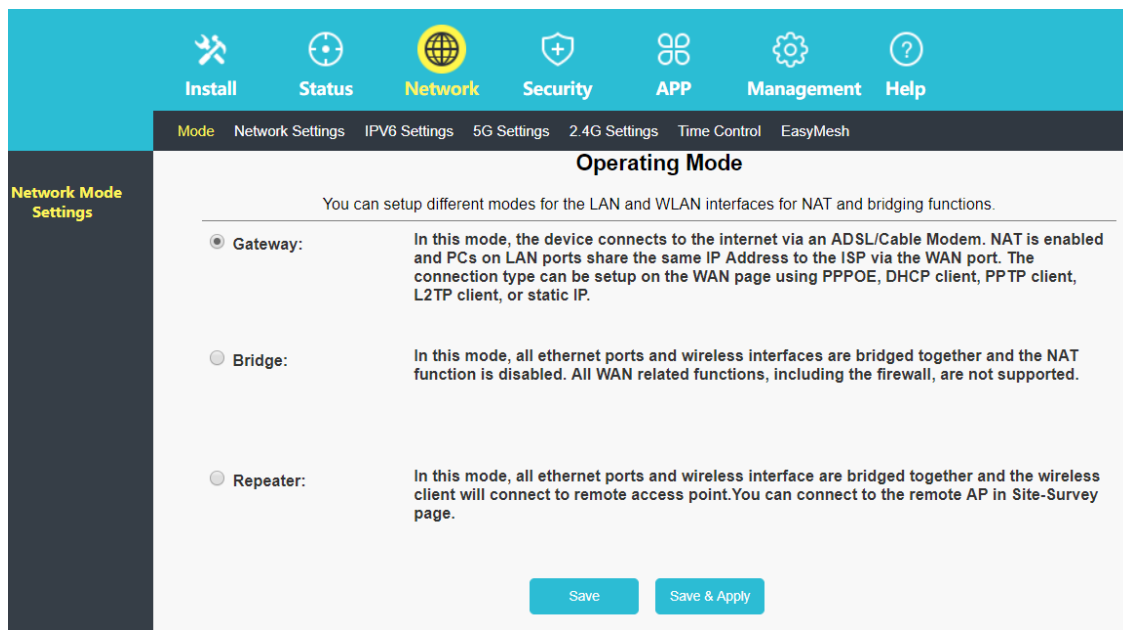 Install Status Network Security APP Management Help
Mode Network Settings IPV6 Settings 5G Settings 2.4G Settings Time Control EasyMesh
Network Mode
Settings
Operating Mode
You can setup different modes for the LAN and WLAN interfaces for NAT and bridging functions.
Gateway:
In this mode, the device connects to the internet via an ADSL/Cable Modem. NAT is enabled
and PCs on LAN ports share the same IP Address to the ISP via the WAN port. The
connection type can be setup on the WAN page using PPPOE, DHCP client, PPTP client,
L2TP client, or static IP.
Bridge:
In this mode, all ethernet ports and wireless interfaces are bridged together and the NAT
function is disabled. All WAN related functions, including the firewall, are not supported.
Repeater:
In this mode, all ethernet ports and wireless interface are bridged together and the wireless
client will connect to remote access point.You can connect to the remote AP in Site-Survey
page.
Save Save & Apply